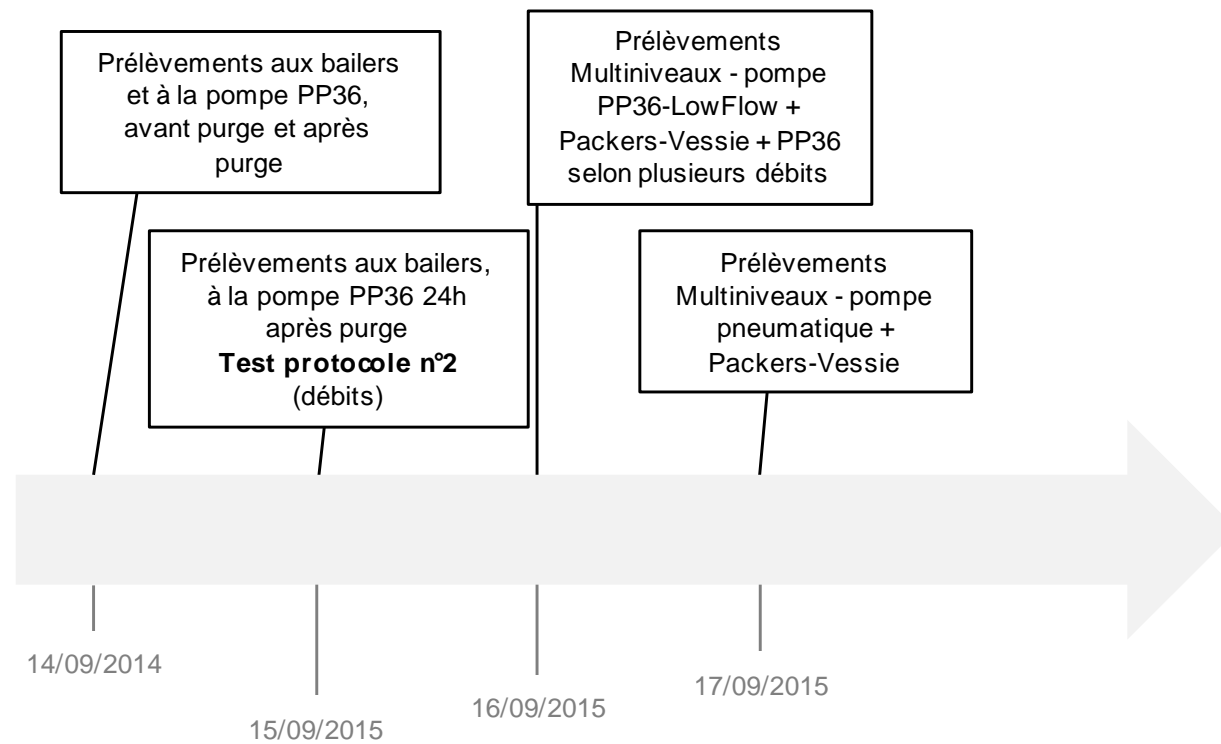 Prélèvements aux bailers
et à la pompe PP36,
avant purge et après
purge
Prélèvements aux bailers,
à la pompe PP36 24h
après purge
Test protocole n°2
(débits)
Prélèvements
Multiniveaux - pompe
PP36-LowFlow +
Packers-Vessie + PP36
selon plusieurs débits
Prélèvements
Multiniveaux - pompe
pneumatique +
Packers-Vessie
14/09/2014
15/09/2015
16/09/2015
17/09/2015